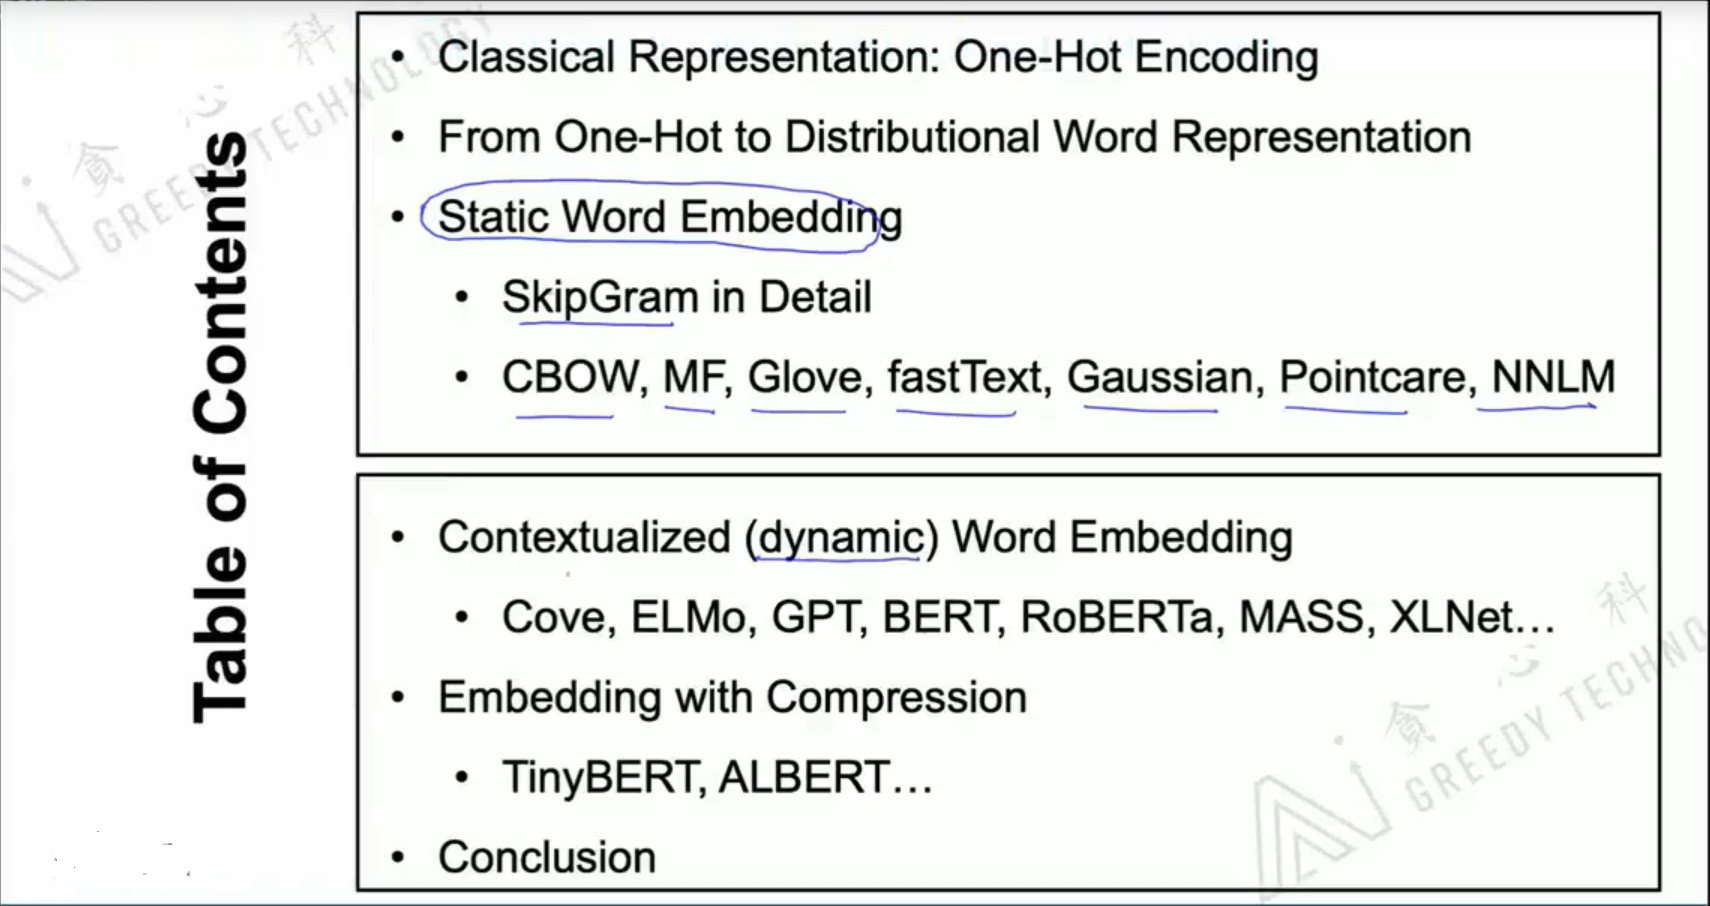 Table of Contents
• Classical Representation: One-Hot Encoding
• From One-Hot to Distributional Word Representation
• Static Word Embedding
• SkipGram in Detail
• CBOW, MF, Glove, fastText, Gaussian, Pointcare, NNLM
• Contextualized (dynamic) Word Embedding
• Cove, ELMo, GPT, BERT, RoBERTa, MASS, XLNet...
• Embedding with Compression
• TinyBERT, ALBERT...
• Conclusion
貪心科
GREEDY TECHNOLOGY
貪心科
GREEDY TECHNO